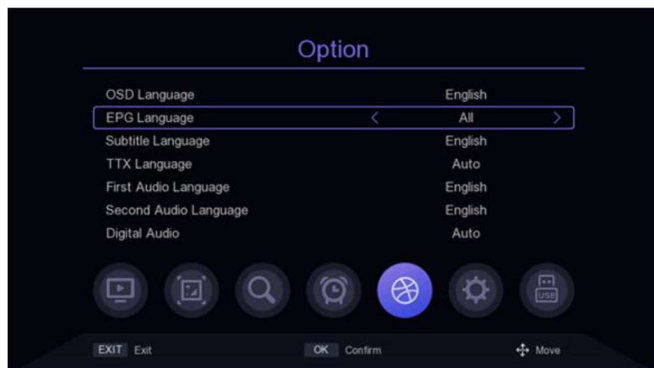 Option
OSD Language English
EPG Language < All >
Subtitle Language English
TTX Language Auto
First Audio Language English
Second Audio Language English
Digital Audio Auto
USB
EXIT Exit OK Confirm Move